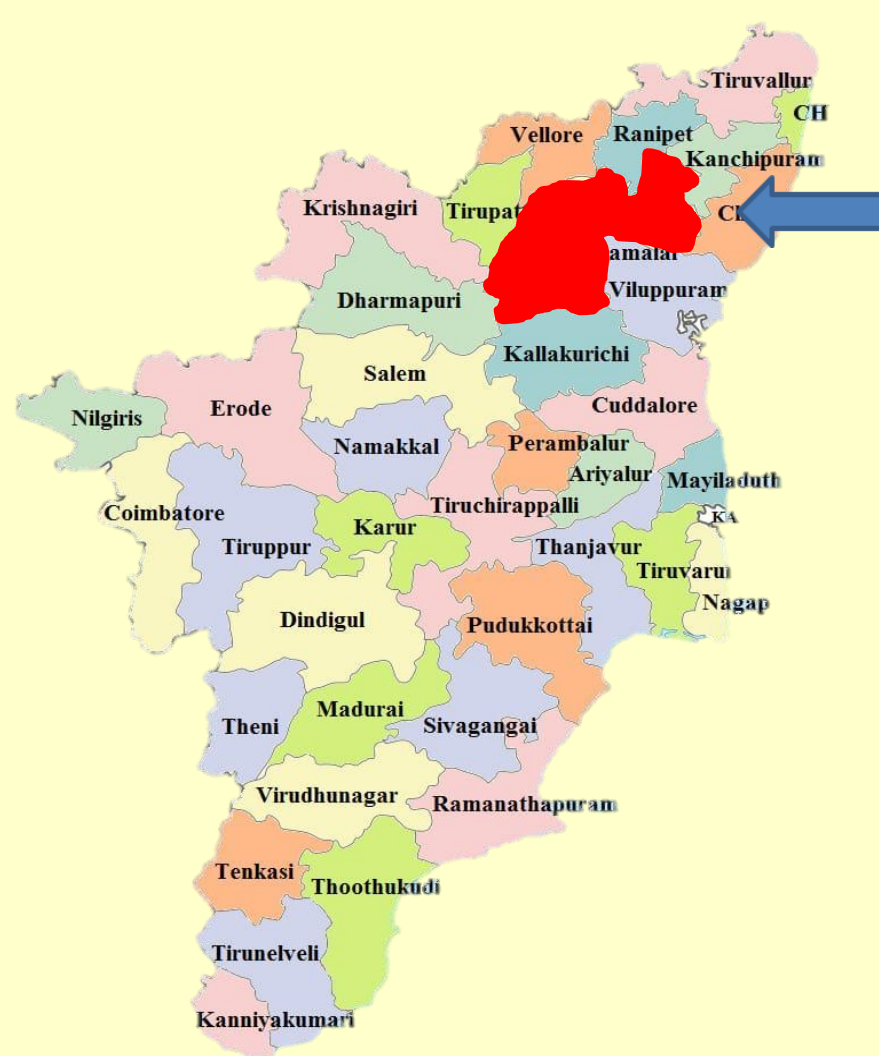 Tiruvallur
CH
Vellore
Ranipet
Kanchipuram
Krishnagiri
Tirupat
amalai
Viluppuram
Dharmapuri
Kallakurichi
Salem
Cuddalore
Nilgiris
Erode
Namakkal
Perambalur
Ariyalur
Mayiladuth
Coimbatore
Tiruchirappalli
Karur
KA
Tiruppur
Thanjavur
Tiruvaru
Nagap
Dindigul
Pudukkottai
Madurai
Theni
Sivagangai
Virudhunagar
Ramanathapuram
Tenkasi
Thoothukudi
Tirunelveli
Kanniyakumari